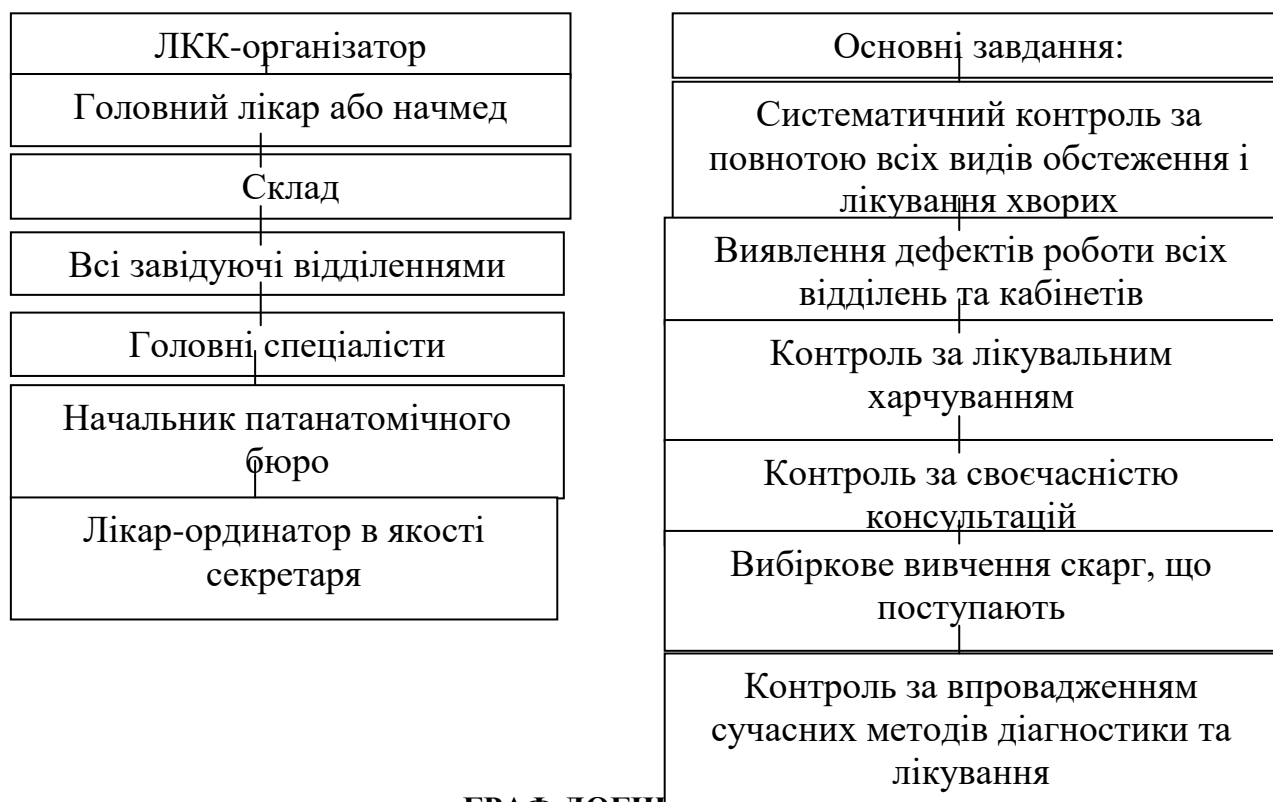 ЛКК-організатор
Головний лікар або начмед
Склад
Всі завідуючі відділеннями
Головні спеціалісти
Начальник патанатомічного
бюро
Лікар-ординатор в якості
секретаря
Основні завдання:
Систематичний контроль за
повнотою всіх видів обстеження і
лікування хворих
Виявлення дефектів роботи всіх
відділень та кабінетів
Контроль за лікувальним
харчуванням
Контроль за своєчасністю
консультацій
Вибіркове вивчення скарг, що
поступають
Контроль за впровадженням
сучасних методів діагностики та
лікування